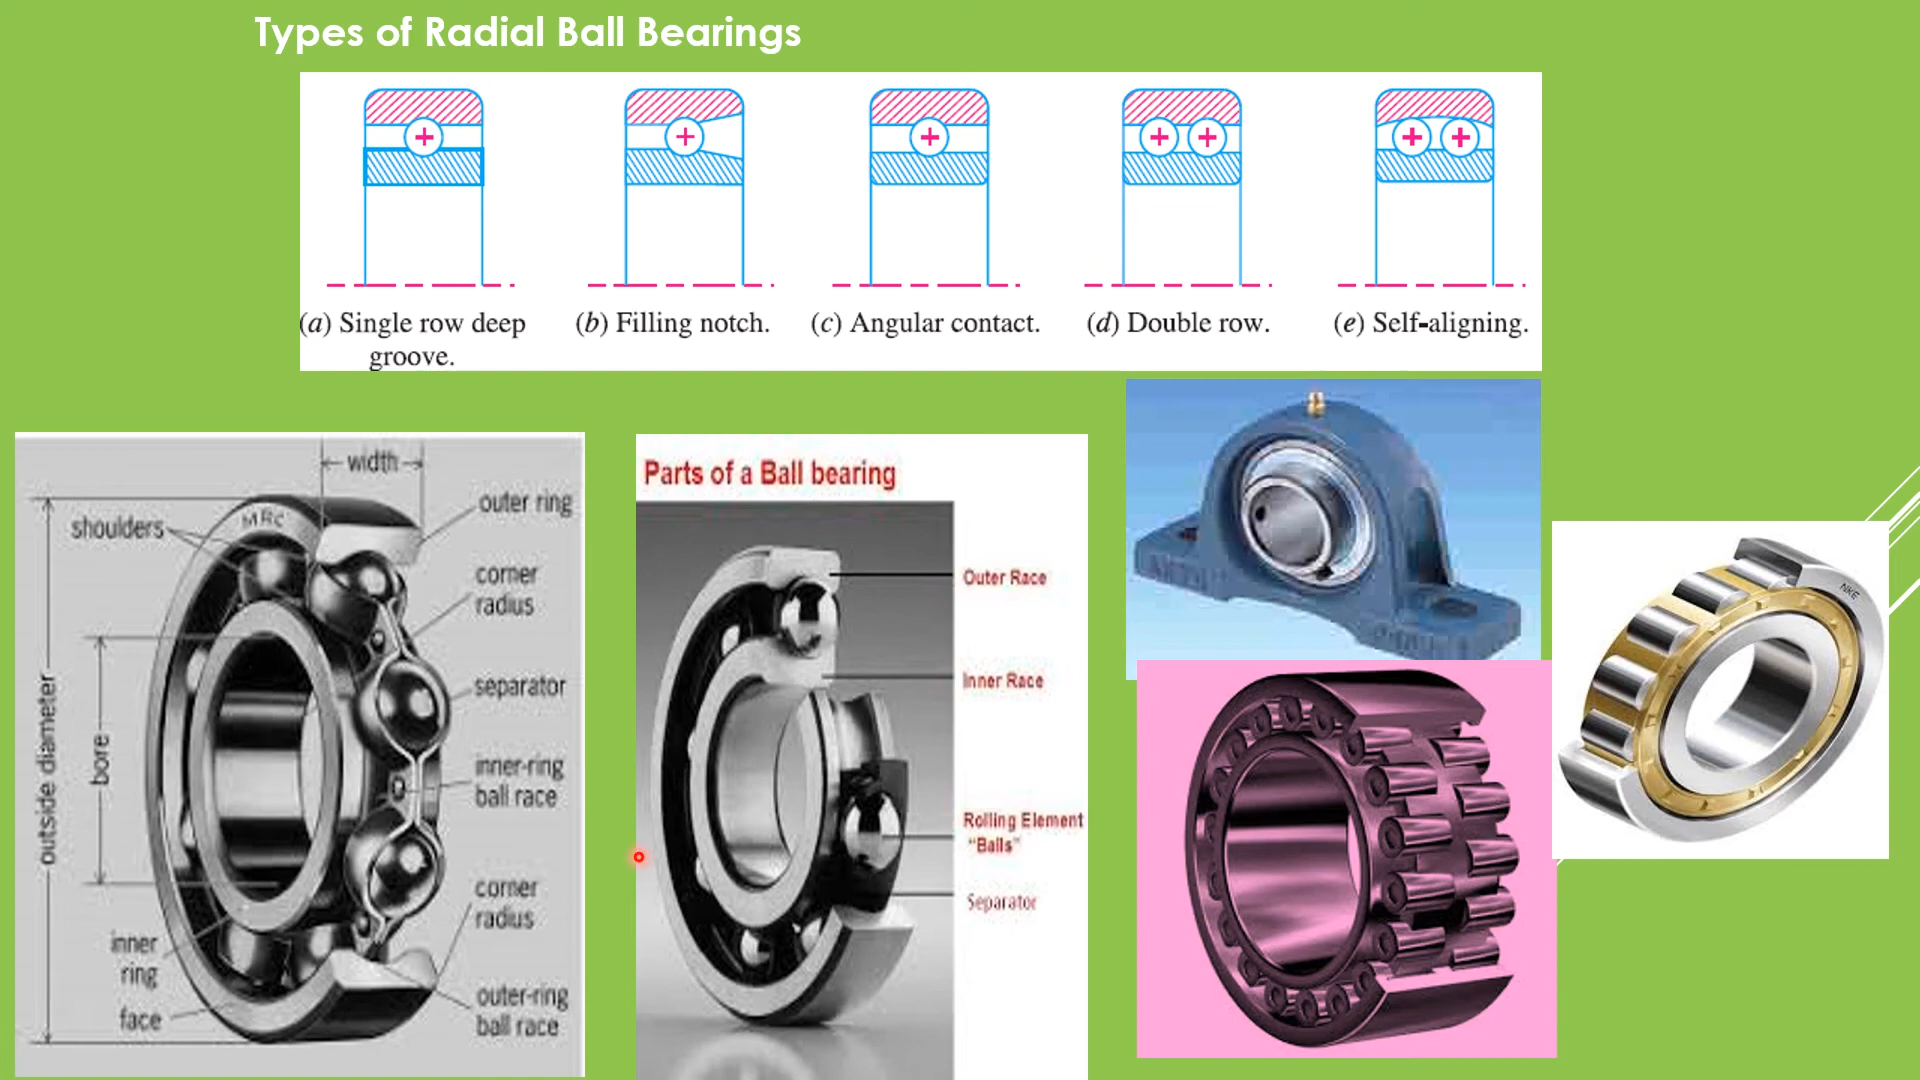 Types of Radial Ball Bearings
(a) Single row deep
groove.
(b) Filling notch.
(c) Angular contact.
(d) Double row.
(e) Self-aligning.
width
outer ring
shoulders
MRC
corner
radius
separator
outside diameter
bore
inner-ring
ball race
corner
radius
inner
ring
face
outer-ring
ball race
Parts of a Ball bearing
Outer Race
Inner Race
Rolling Element
"Balls"
Separator
NKE